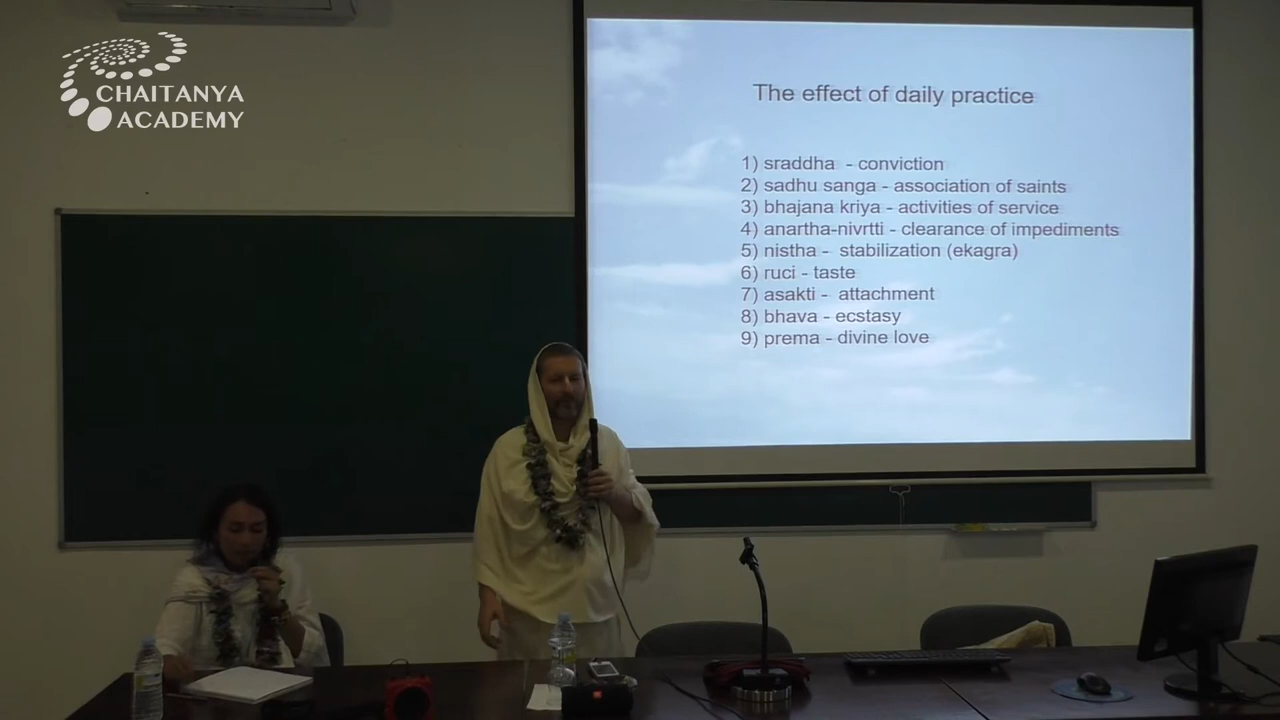 CHAITANYA
ACADEMY
The effect of daily practice
1) sraddha - conviction
2) sadhu sanga - association of saints
3) bhajana kriya - activities of service
4) anartha-nivrtti - clearance of impediments
5) nistha - stabilization (ekagra)
6) ruci - taste
7) asakti - attachment
8) bhava - ecstasy
9) prema - divine love